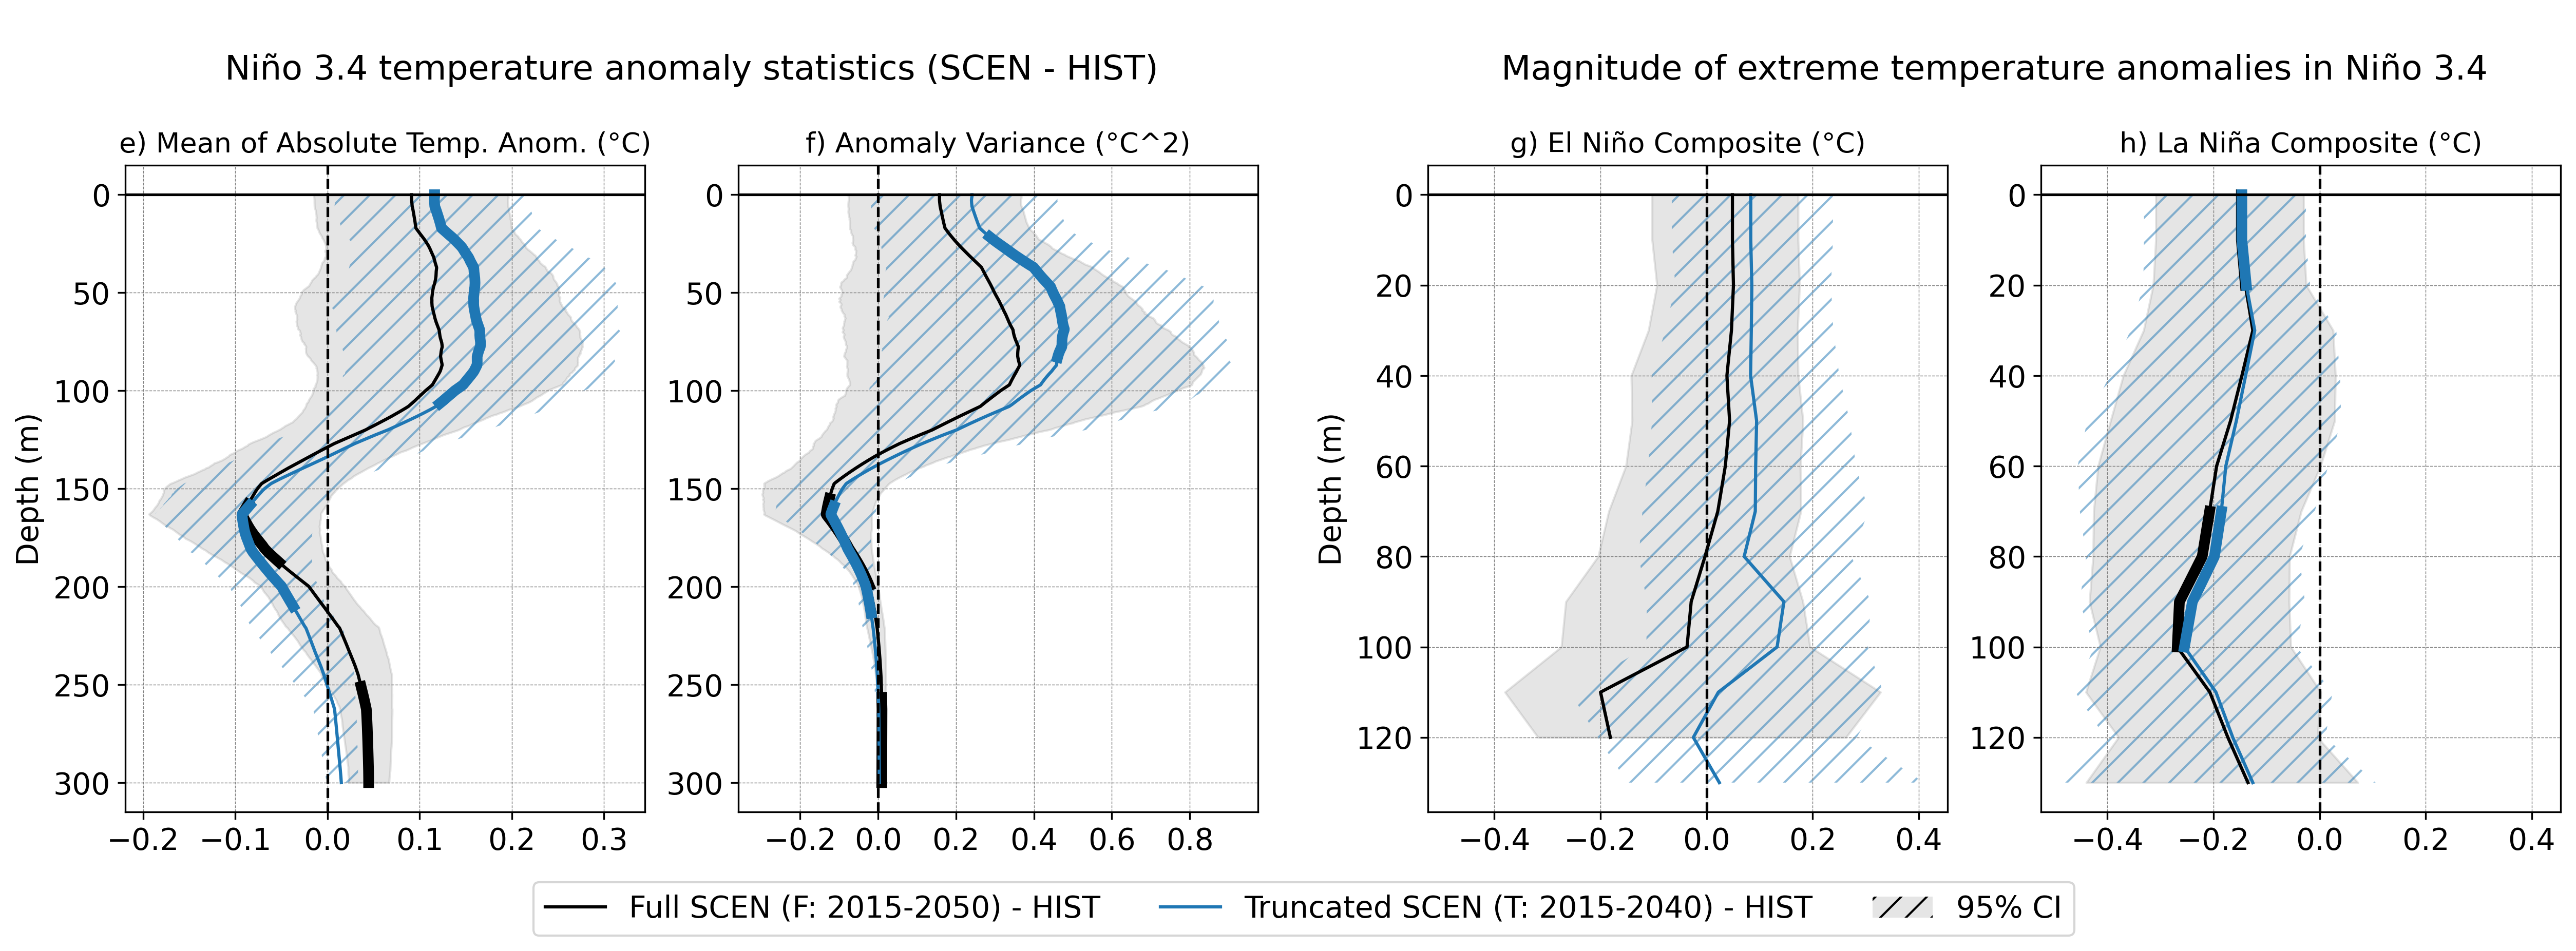 Niño 3.4 temperature anomaly statistics (SCEN - HIST)
Magnitude of extreme temperature anomalies in Niño 3.4
e) Mean of Absolute Temp. Anom. (°C)
f) Anomaly Variance (°C^2)
g) El Niño Composite (°C)
h) La Niña Composite (°C)
Depth (m)
0
50
100
150
200
250
300
−0.2 −0.1 0.0 0.1 0.2 0.3
0
50
100
150
200
250
300
−0.2 0.0 0.2 0.4 0.6 0.8
Depth (m)
0
20
40
60
80
100
120
−0.4 −0.2 0.0 0.2 0.4
0
20
40
60
80
100
120
−0.4 −0.2 0.0 0.2 0.4
Full SCEN (F: 2015-2050) - HIST
Truncated SCEN (T: 2015-2040) - HIST
95% CI